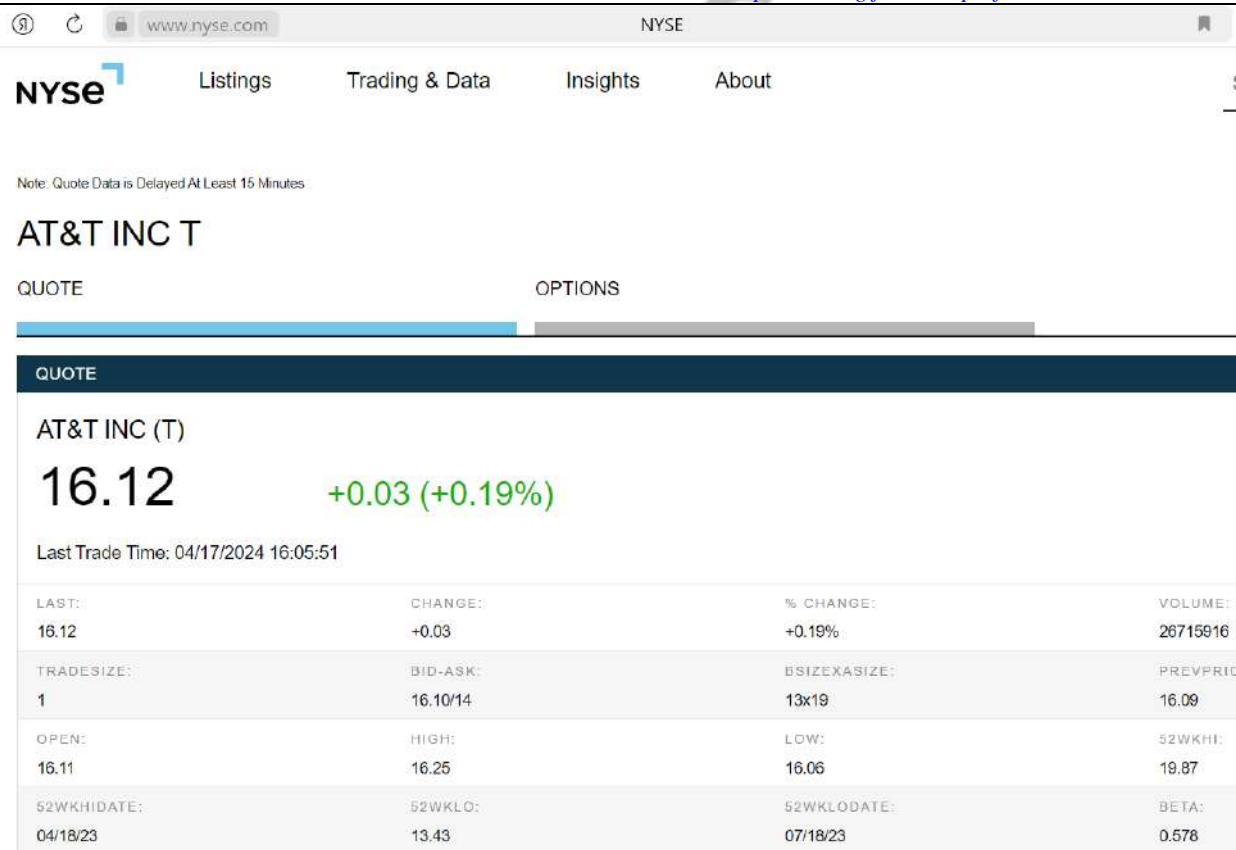 www.nyse.com NYSE
NYSE Listings Trading & Data Insights About
Note: Quote Data is Delayed At Least 15 Minutes
AT&T INC T
QUOTE OPTIONS
QUOTE
AT&T INC (T)
16.12 +0.03 (+0.19%)
Last Trade Time: 04/17/2024 16:05:51
LAST: CHANGE: % CHANGE: VOLUME:
16.12 +0.03 +0.19% 26715916
TRADESIZE: BID-ASK: BSIZEXASIZE: PREVPRIC
1 16.10/14 13x19 16.09
OPEN: HIGH: LOW: 52WKHI:
16.11 16.25 16.06 19.87
52WKHIDATE: 52WKLO: 52WKLODATE: BETA:
04/18/23 13.43 07/18/23 0.578